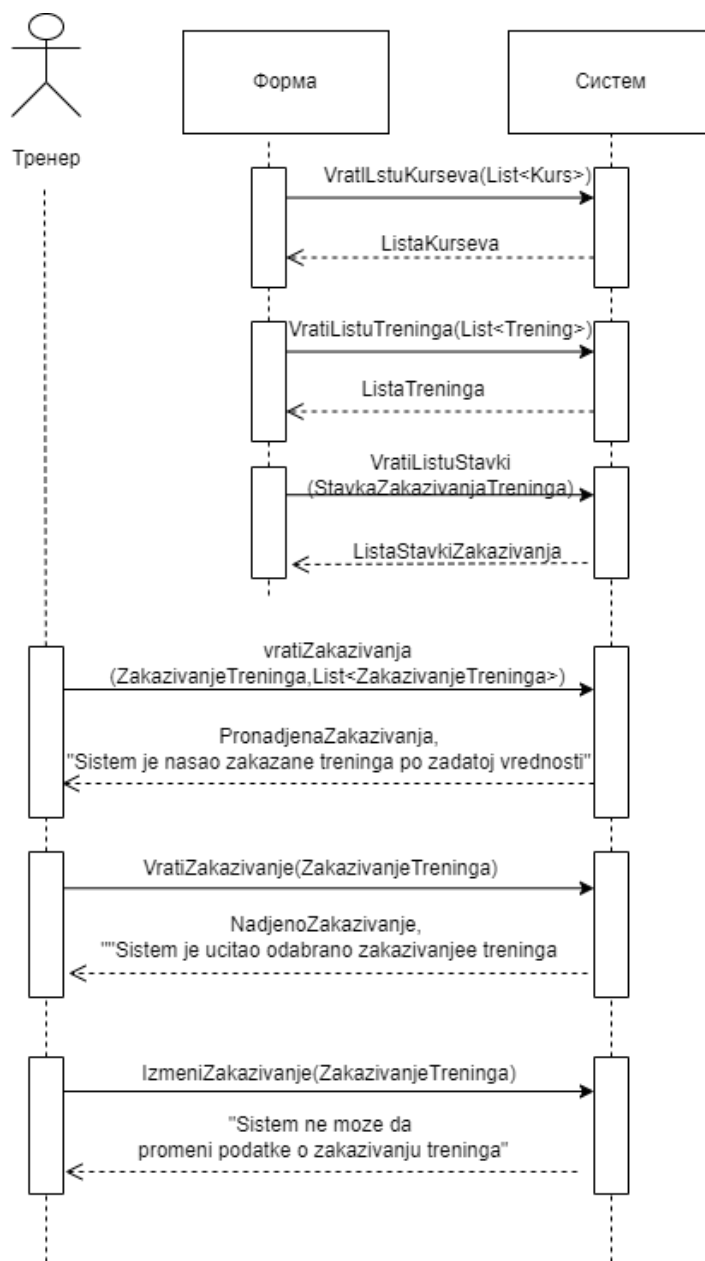 Форма
Систем
Тренер
VratILstuKurseva(List<Kurs>)
ListaKurseva
VratiListuTreninga(List<Trening>)
ListaTreninga
VratiListuStavki
(StavkaZakazivanjaTreninga)
ListaStavkiZakazivanja
vratiZakazivanja
(ZakazivanjeTreninga,List<ZakazivanjeTreninga>)
PronadjenaZakazivanja,
"Sistem je nasao zakazane treninga po zadatoj vrednosti"
VratiZakazivanje(ZakazivanjeTreninga)
NadjenoZakazivanje,
""Sistem je ucitao odabrano zakazivanjee treninga
IzmeniZakazivanje(ZakazivanjeTreninga)
"Sistem ne moze da
promeni podatke o zakazivanju treninga"